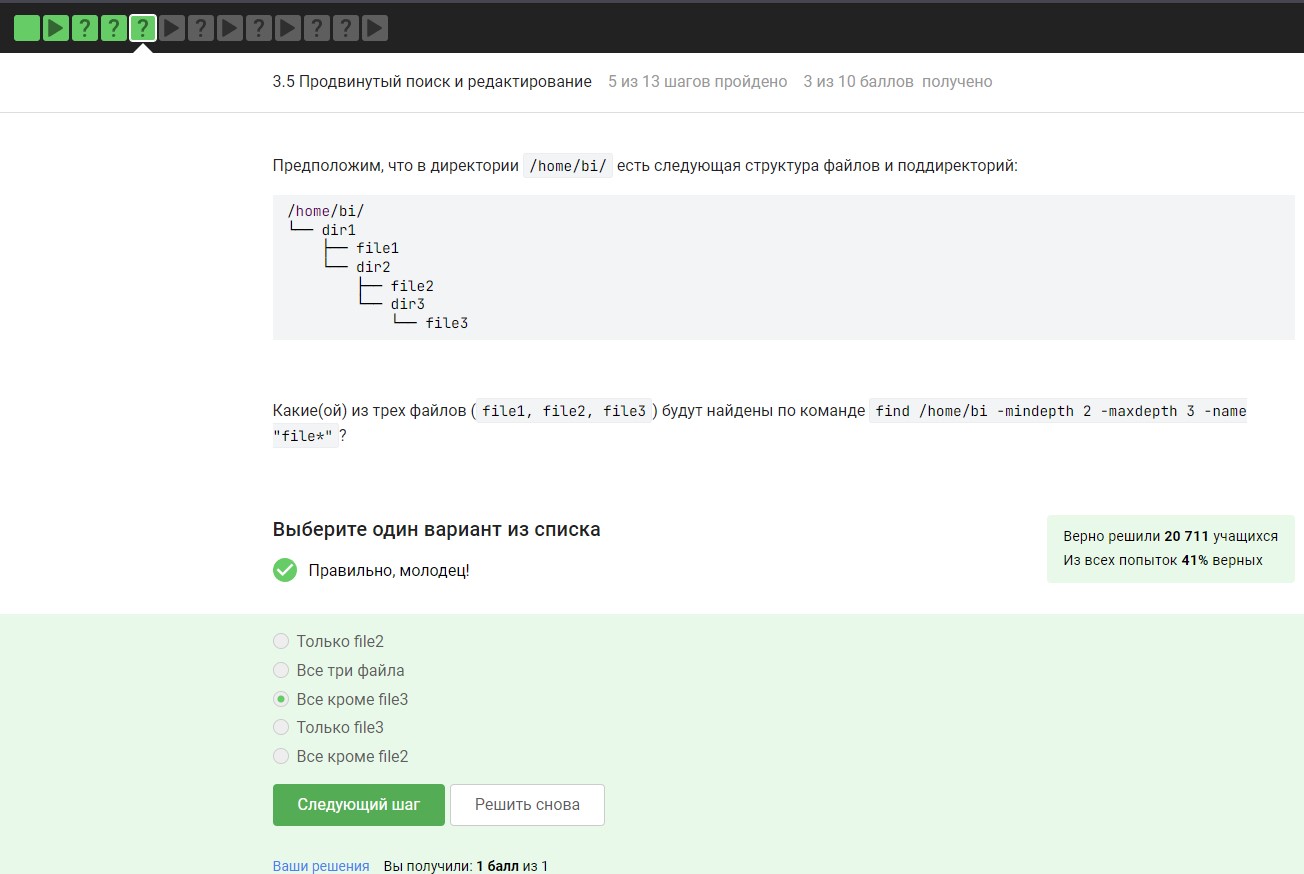 ? ? ? ? ? ? ?
3.5 Продвинутый поиск и редактирование 5 из 13 шагов пройдено 3 из 10 баллов получено
Предположим, что в директории /home/bi/ есть следующая структура файлов и поддиректорий:
/home/bi/
└── dir1
    ├── file1
    └── dir2
        ├── file2
        └── dir3
            └── file3
Какие(ой) из трех файлов ( file1, file2, file3 ) будут найдены по команде find /home/bi -mindepth 2 -maxdepth 3 -name
"file*" ?
Выберите один вариант из списка
Правильно, молодец!
Верно решили 20 711 учащихся
Из всех попыток 41% верных
Только file2
Все три файла
Все кроме file3
Только file3
Все кроме file2
Следующий шаг Решить снова
Ваши решения Вы получили: 1 балл из 1